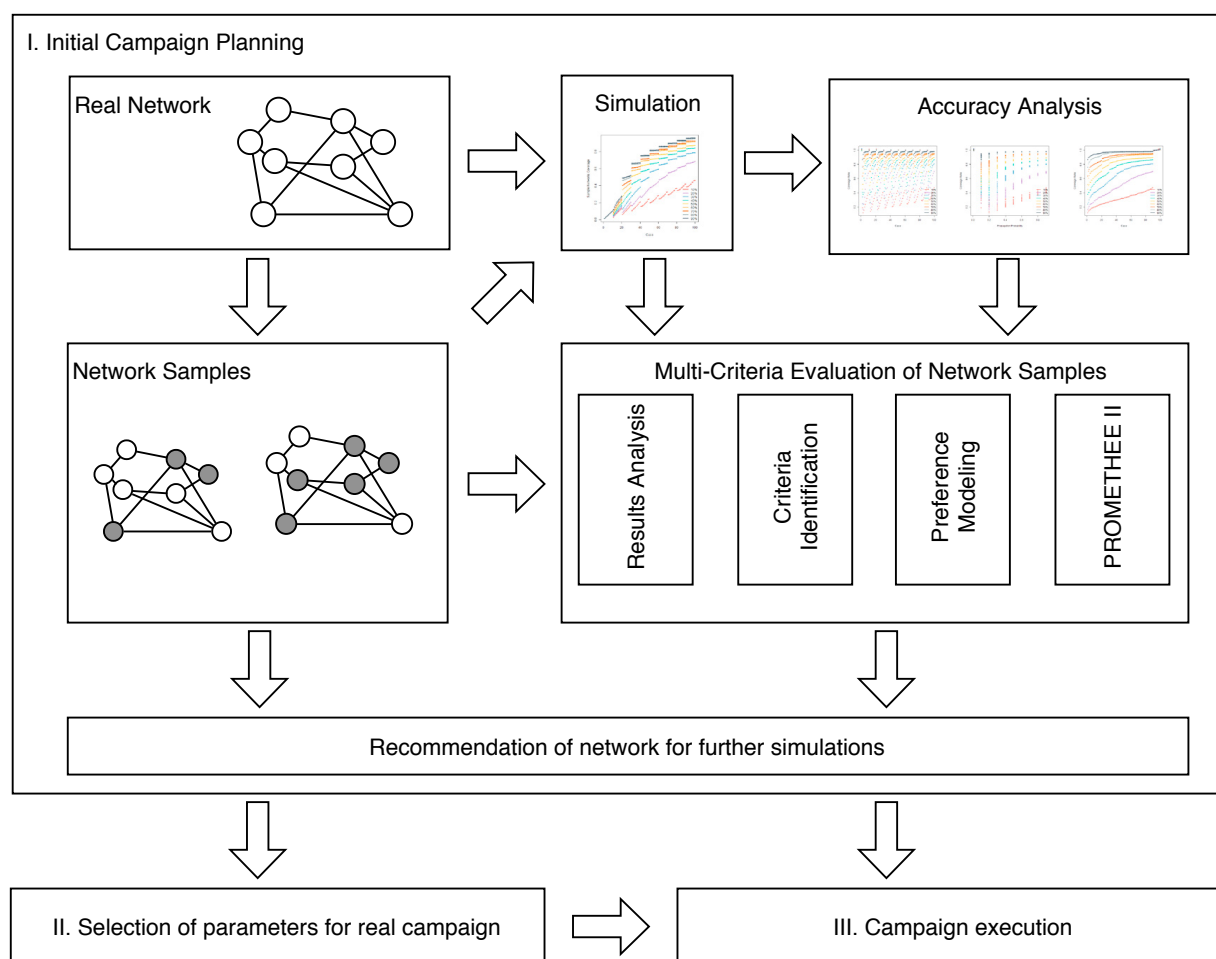 I. Initial Campaign Planning
Real Network
Simulation
Accuracy Analysis
Network Samples
Multi-Criteria Evaluation of Network Samples
Results Analysis
Criteria
Identification
Preference
Modeling
PROMETHEE II
Recommendation of network for further simulations
II. Selection of parameters for real campaign
III. Campaign execution